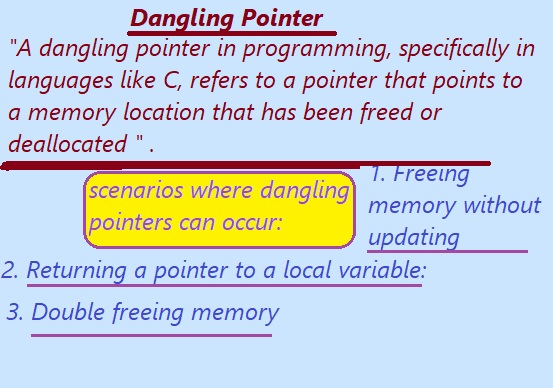 Dangling Pointer
"A dangling pointer in programming, specifically in
languages like C, refers to a pointer that points to
a memory location that has been freed or
deallocated " .
scenarios where dangling
pointers can occur:
1. Freeing
memory without
updating
2. Returning a pointer to a local variable:
3. Double freeing memory